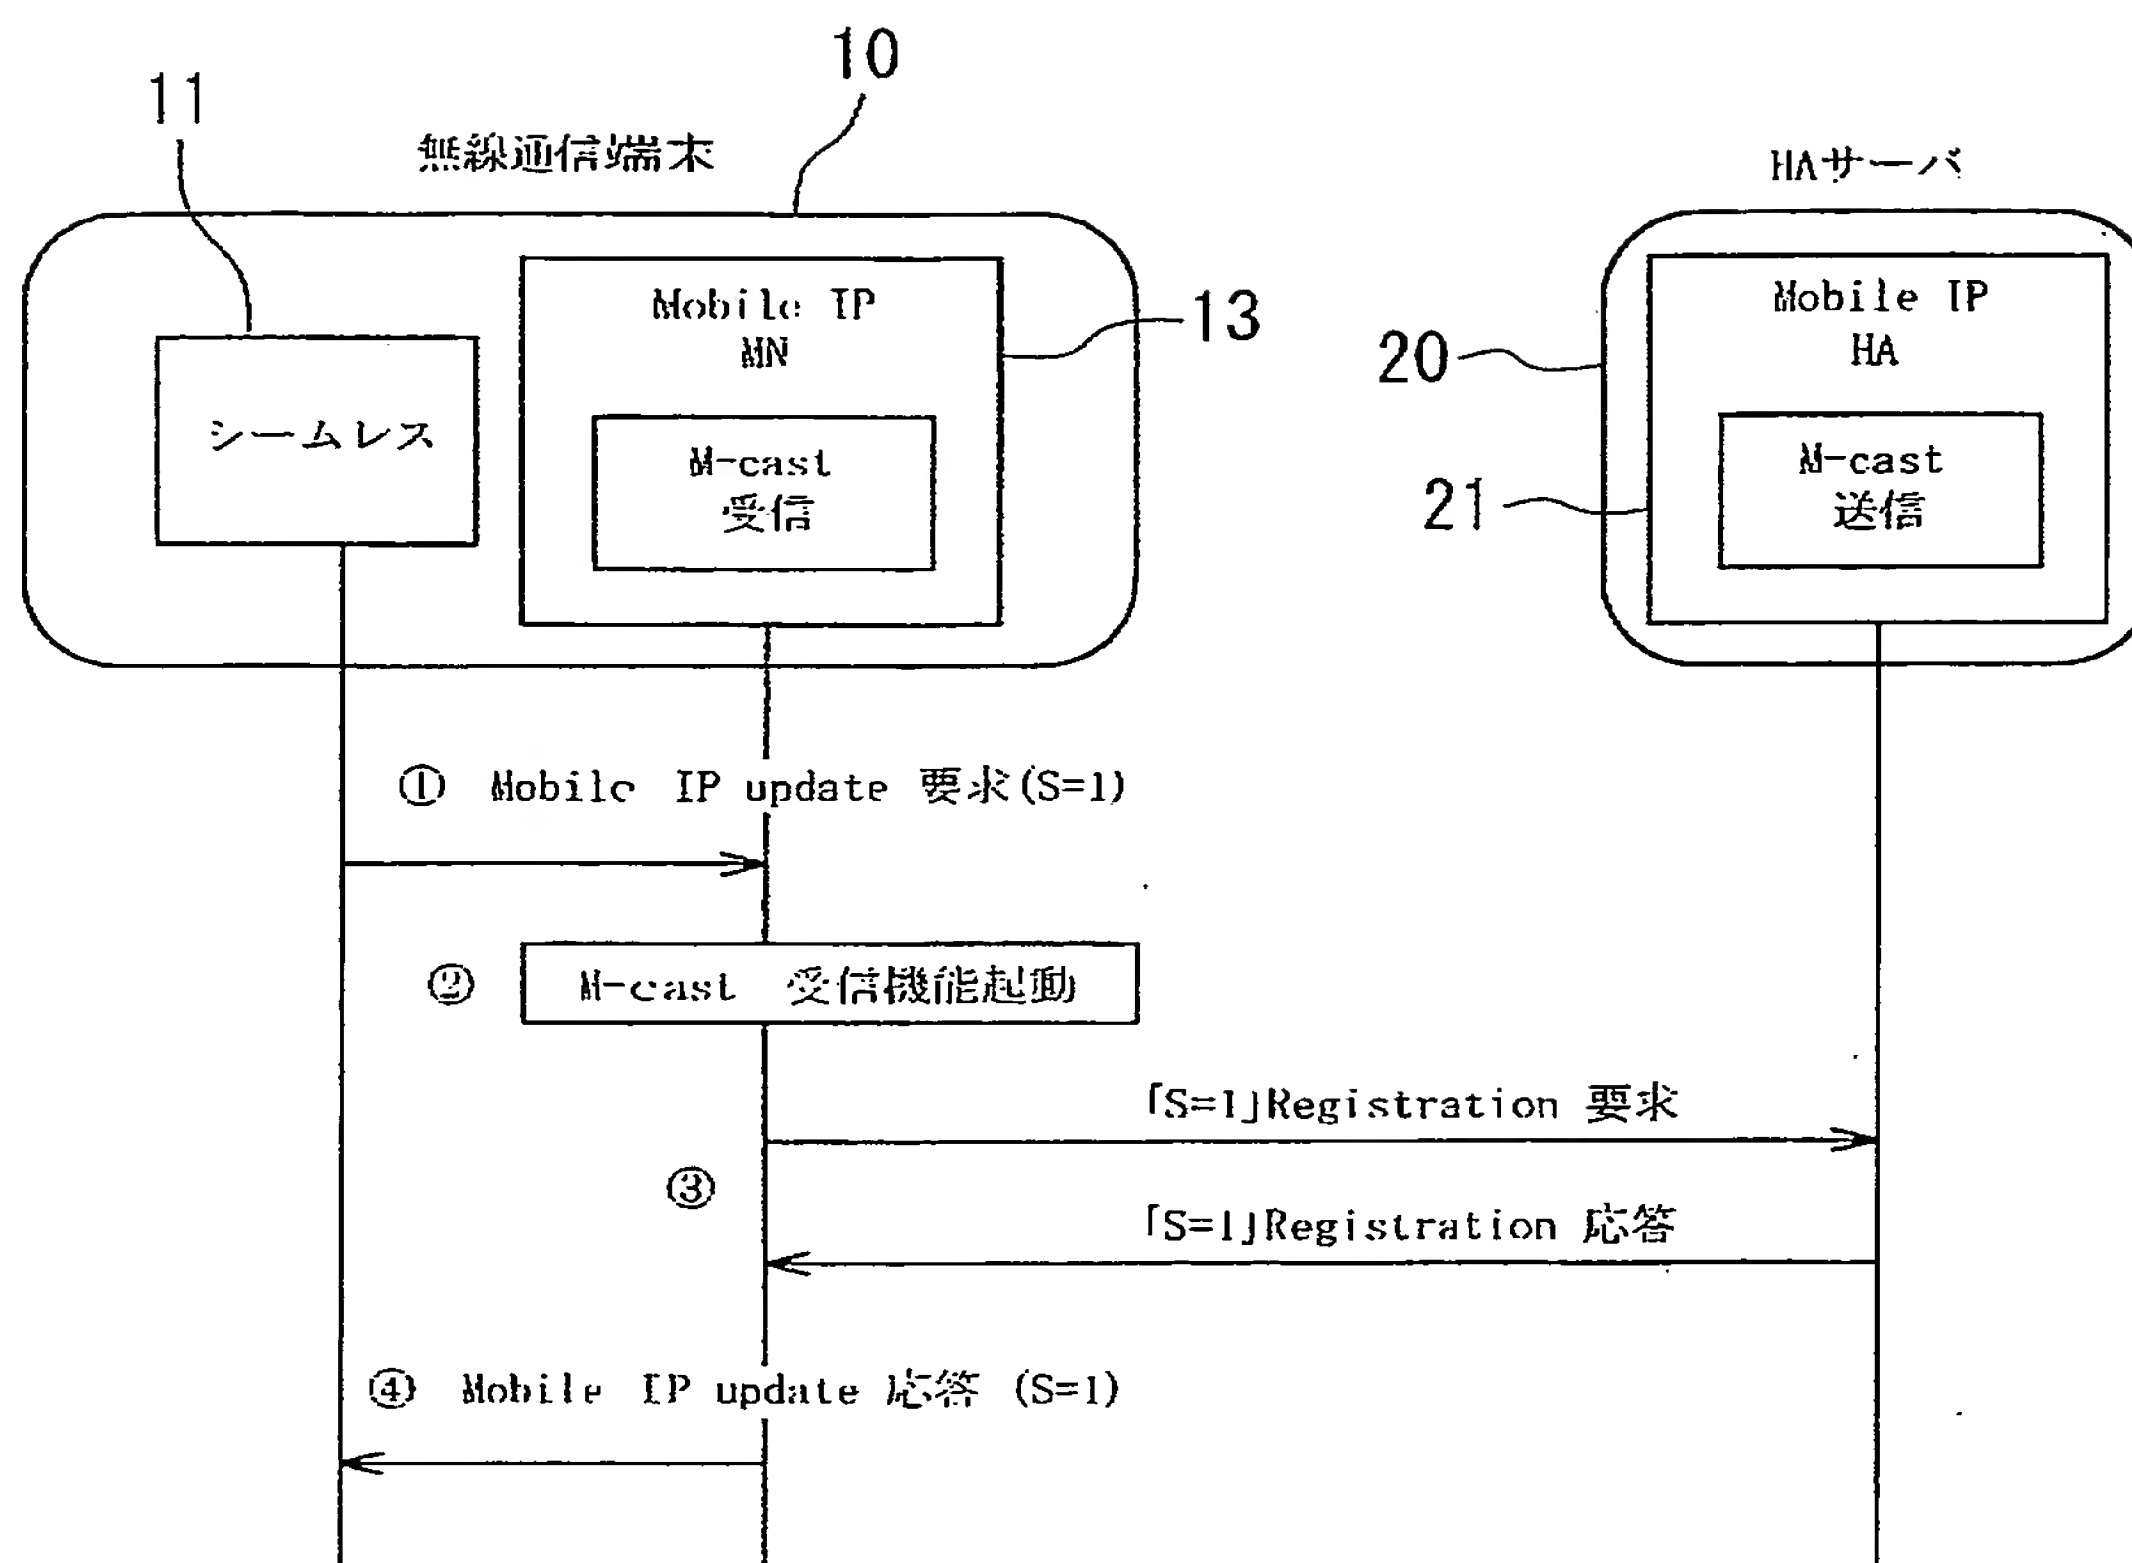 10
11
無線通信端末
HAサーバ
Mobile IP
MN
13
シームレス
M-cast
受信
20
Mobile IP
HA
21
M-cast
送信
① Mobile IP update 要求(S=1)
② M-cast 受信機能起動
「S=1」Registration 要求
③
「S=1」Registration 応答
④ Mobile IP update 応答 (S=1)